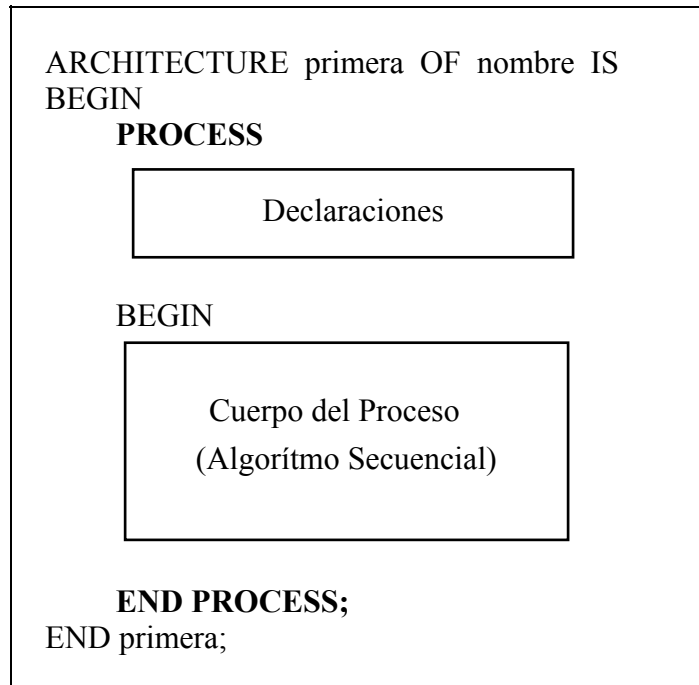 ARCHITECTURE primera OF nombre IS
BEGIN
PROCESS
Declaraciones
BEGIN
Cuerpo del Proceso
(Algorítmo Secuencial)
END PROCESS;
END primera;